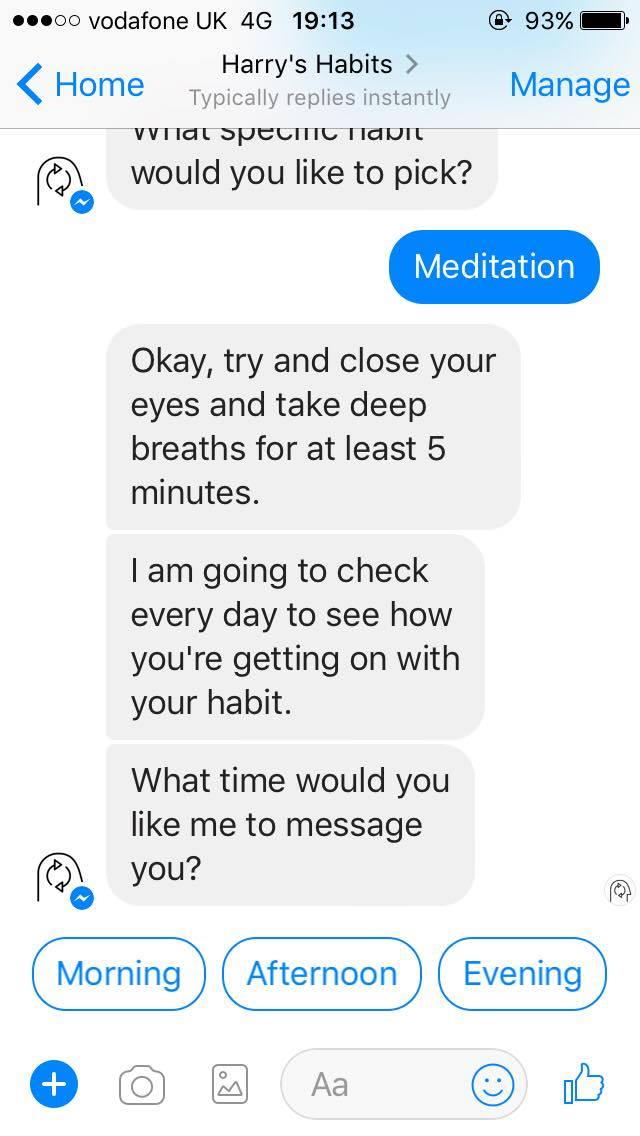 vodafone UK 4G 19:13 93%
Home Harry's Habits Manage
Typically replies instantly
What specific habit
would you like to pick?
Meditation
Okay, try and close your
eyes and take deep
breaths for at least 5
minutes.
I am going to check
every day to see how
you're getting on with
your habit.
What time would you
like me to message
you?
Morning Afternoon Evening
Aa